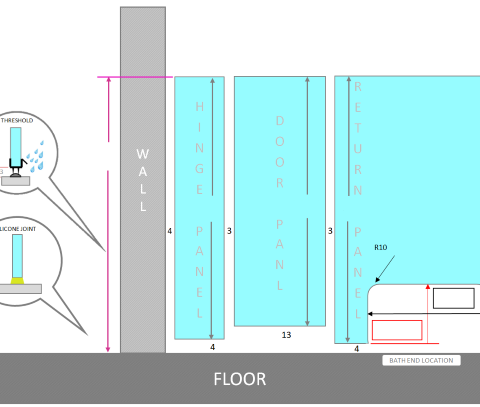 THRESHOLD
ILICONE JOINT
WALL
HINGE PANEL
DOOR PANL
RETURN PANEL
4
3
3
R10
13
4
4
BATH END LOCATION
FLOOR